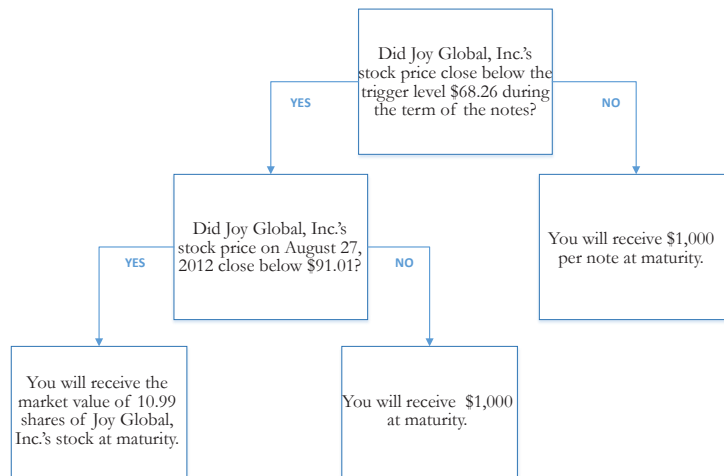 Did Joy Global, Inc.'s
stock price close below the
trigger level $68.26 during
the term of the notes?
YES
NO
Did Joy Global, Inc.'s
stock price on August 27,
2012 close below $91.01?
You will receive $1,000
per note at maturity.
YES
NO
You will receive the
market value of 10.99
shares of Joy Global,
Inc.'s stock at maturity.
You will receive $1,000
at maturity.